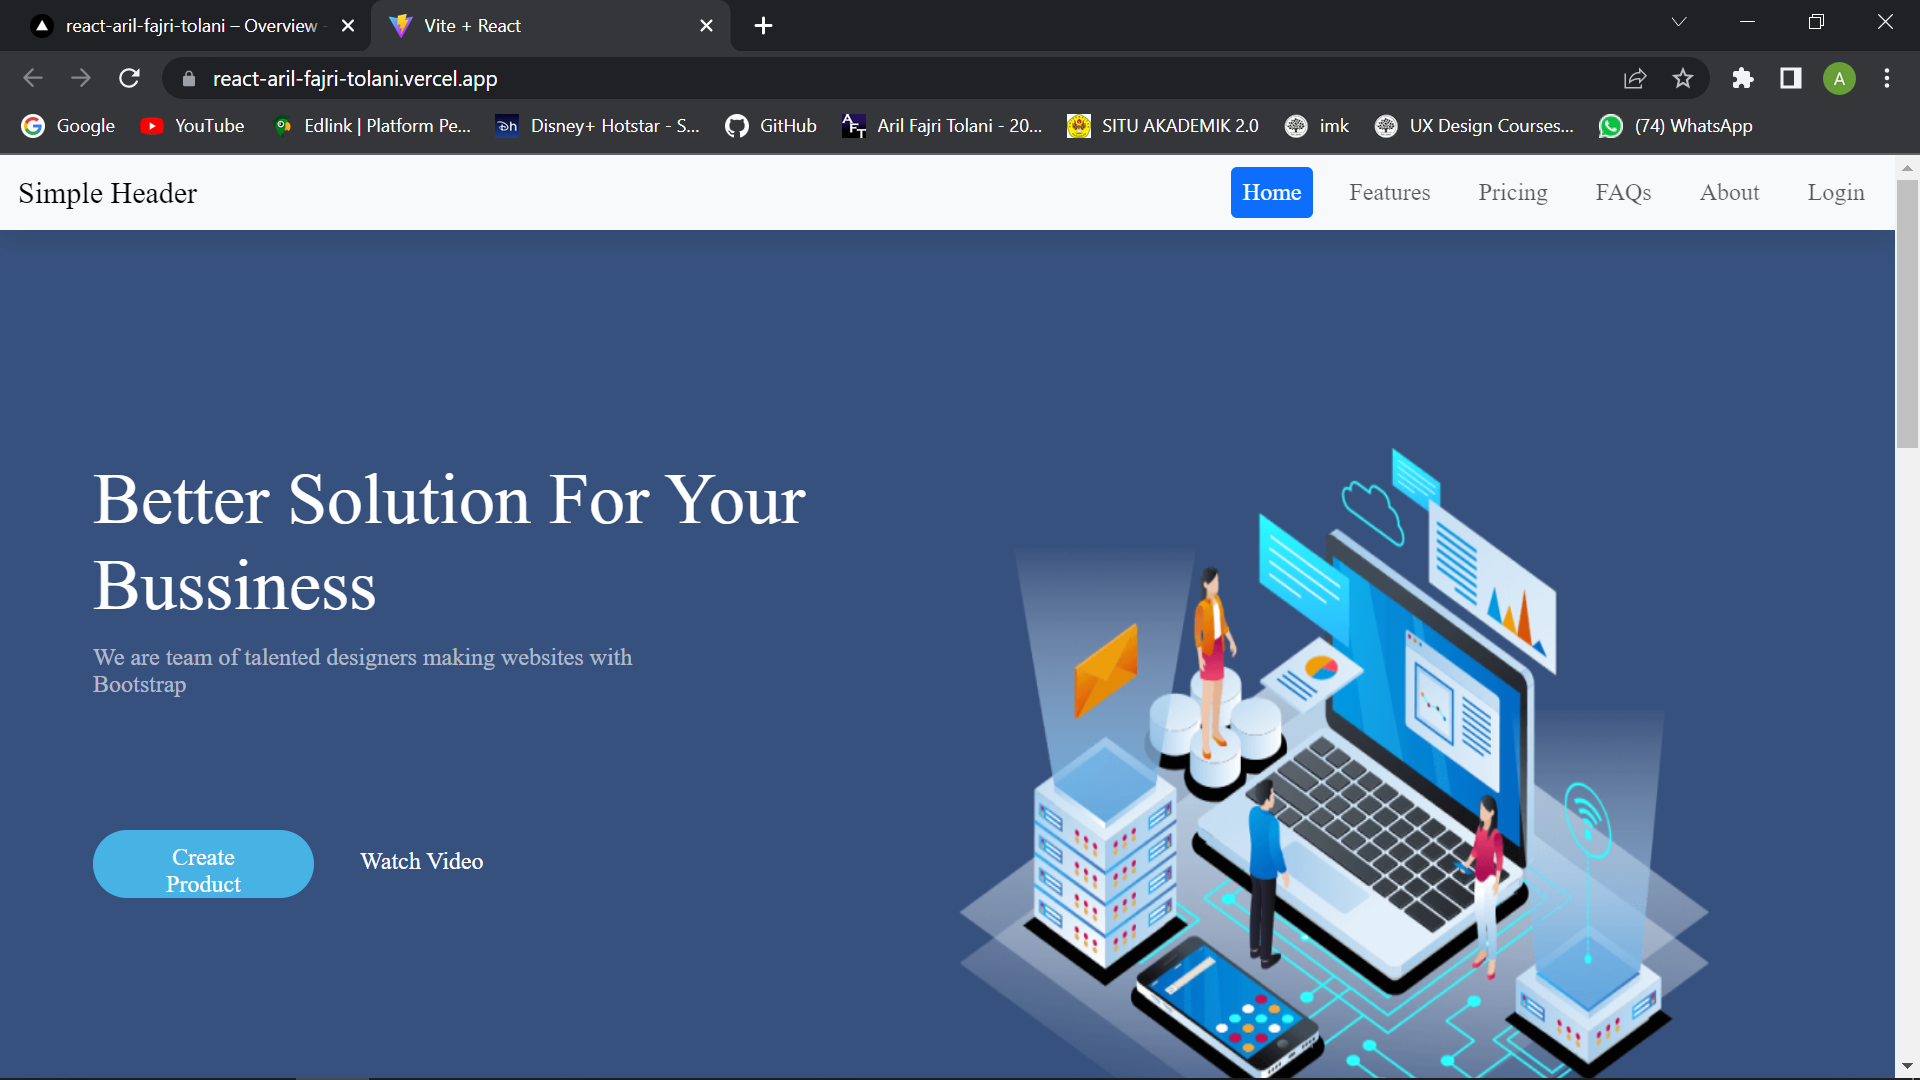 react-aril-fajri-tolani – Overview
Vite + React
react-aril-fajri-tolani.vercel.app
A
Google
YouTube
Edlink | Platform Pe...
Disney+ Hotstar - S...
GitHub
Aril Fajri Tolani - 20...
SITU AKADEMIK 2.0
imk
UX Design Courses...
(74) WhatsApp
Simple Header
Home
Features
Pricing
FAQs
About
Login
Better Solution For Your
Bussiness
We are team of talented designers making websites with
Bootstrap
Create
Product
Watch Video